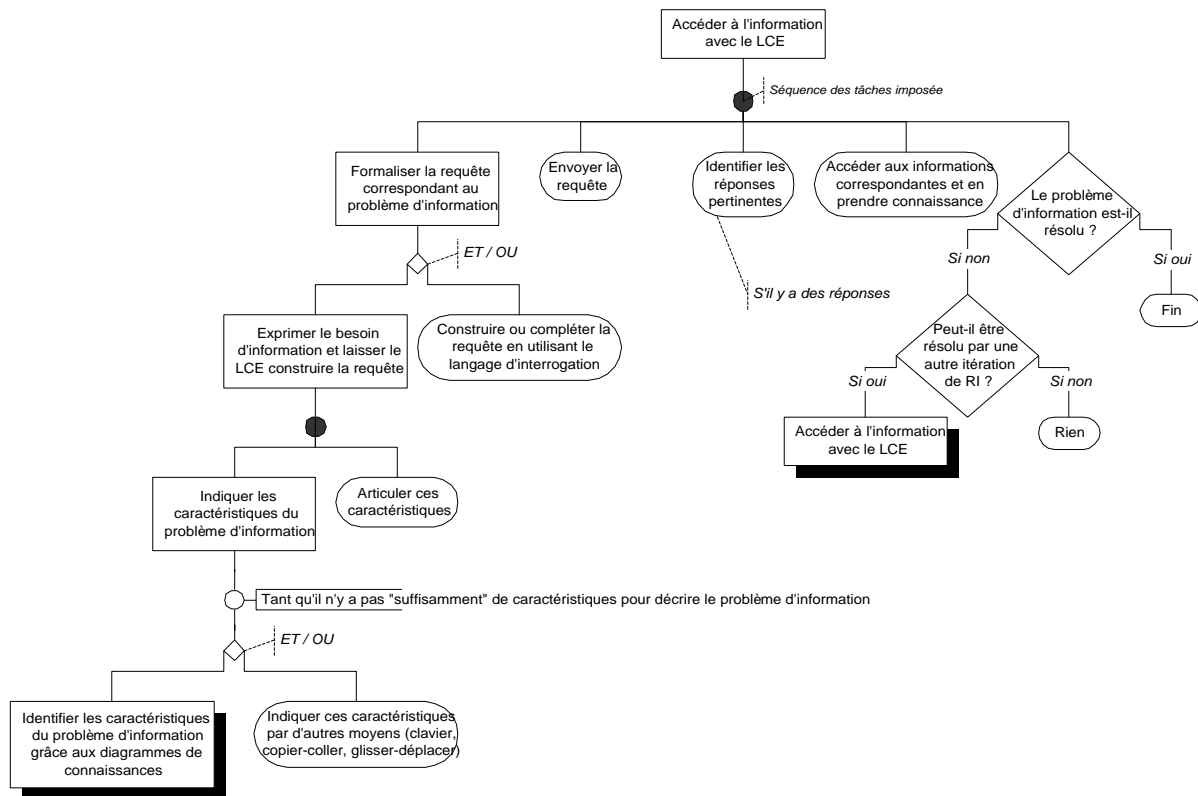 Accéder à l'information
avec le LCE
Séquence des tâches imposée
Formaliser la requête
correspondant au
problème d'information
Envoyer la
requête
Identifier les
réponses
pertinentes
Accéder aux informations
correspondantes et en
prendre connaissance
Le problème
d'information est-il
résolu ?
ET / OU
Si non
Si oui
S'il y a des réponses
Fin
Exprimer le besoin
d'information et laisser le
LCE construire la requête
Construire ou compléter la
requête en utilisant le
langage d'interrogation
Peut-il être
résolu par une
autre itération
de RI ?
Si oui
Si non
Accéder à l'information
avec le LCE
Rien
Indiquer les
caractéristiques du
problème d'information
Articuler ces
caractéristiques
Tant qu'il n'y a pas "suffisamment" de caractéristiques pour décrire le problème d'information
ET / OU
Identifier les caractéristiques
du problème d'information
grâce aux diagrammes de
connaissances
Indiquer ces caractéristiques
par d'autres moyens (clavier,
copier-coller, glisser-déplacer)